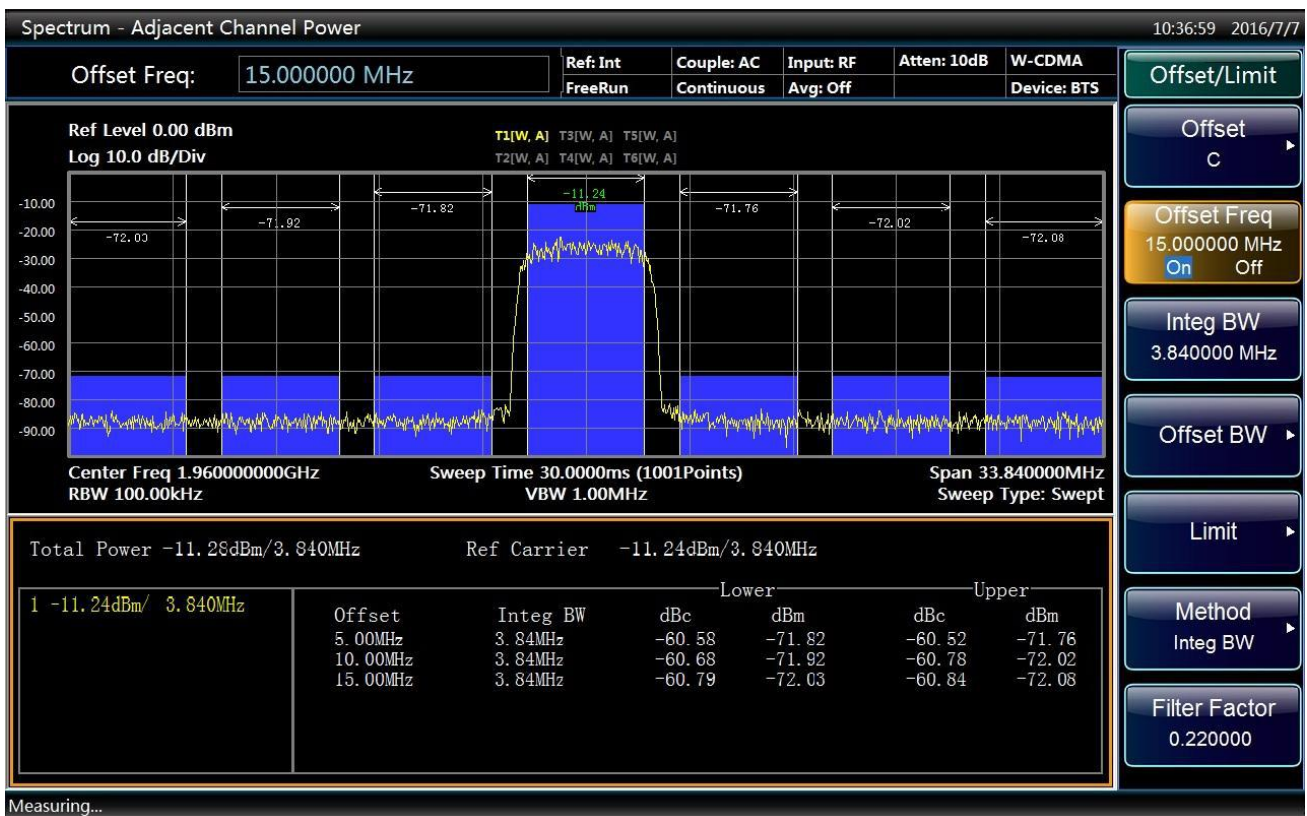 Spectrum - Adjacent Channel Power
10:36:59 2016/7/7
Offset Freq: 15.000000 MHz
Ref: Int Couple: AC Input: RF Atten: 10dB W-CDMA
FreeRun Continuous Avg: Off Device: BTS
Ref Level 0.00 dBm
Log 10.0 dB/Div
T1[W, A] T3[W, A] T5[W, A]
T2[W, A] T4[W, A] T6[W, A]
-10.00
-20.00
-30.00
-40.00
-50.00
-60.00
-70.00
-80.00
-90.00
-72.03
-71.92
-71.82
-11.24
dBm
-71.76
-72.02
-72.08
Center Freq 1.960000000GHz Sweep Time 30.0000ms (1001Points) Span 33.840000MHz
RBW 100.00kHz VBW 1.00MHz Sweep Type: Swept
Total Power -11.28dBm/3.840MHz Ref Carrier -11.24dBm/3.840MHz
1 -11.24dBm/ 3.840MHz
Lower Upper
Offset Integ BW dBc dBm dBc dBm
5.00MHz 3.84MHz -60.58 -71.82 -60.52 -71.76
10.00MHz 3.84MHz -60.68 -71.92 -60.78 -72.02
15.00MHz 3.84MHz -60.79 -72.03 -60.84 -72.08
Offset/Limit
Offset
C
Offset Freq
15.000000 MHz
On Off
Integ BW
3.840000 MHz
Offset BW
Limit
Method
Integ BW
Filter Factor
0.220000
Measuring...